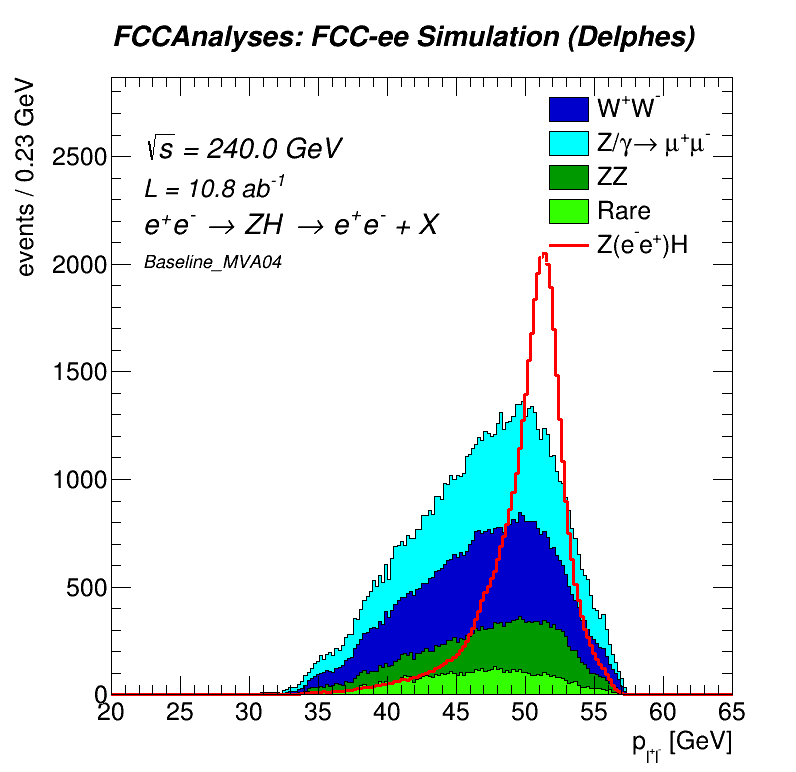 FCCAnalyses: FCC-ee Simulation (Delphes)
events / 0.23 GeV
√s = 240.0 GeV
L = 10.8 ab⁻¹
e⁺e⁻ → ZH → e⁺e⁻ + X
Baseline_MVA04
W⁺W⁻
Z/γ→ μ⁺μ⁻
ZZ
Rare
Z(e⁻e⁺)H
2500
2000
1500
1000
500
0
20 25 30 35 40 45 50 55 60 65
p_l⁺l⁻ [GeV]